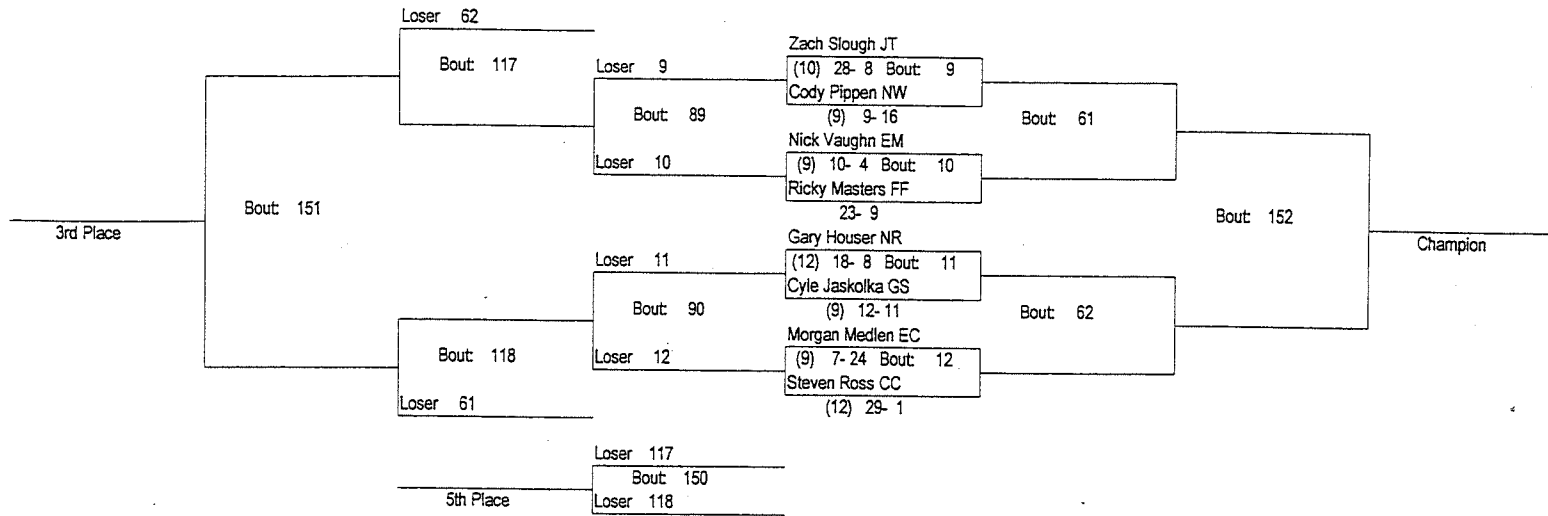 Loser 62
Bout: 117
Loser 9
Bout: 89
Loser 10
Bout: 151
3rd Place
Loser 11
Bout: 90
Loser 12
Bout: 118
Loser 61
Zach Slough JT
(10) 28- 8 Bout: 9
Cody Pippen NW
(9) 9- 16
Nick Vaughn EM
(9) 10- 4 Bout: 10
Ricky Masters FF
23- 9
Gary Houser NR
(12) 18- 8 Bout: 11
Cyle Jaskolka GS
(9) 12- 11
Morgan Medlen EC
(9) 7- 24 Bout: 12
Steven Ross CC
(12) 29- 1
Bout: 61
Bout: 152
Champion
Bout: 62
Loser 117
Bout: 150
5th Place
Loser 118